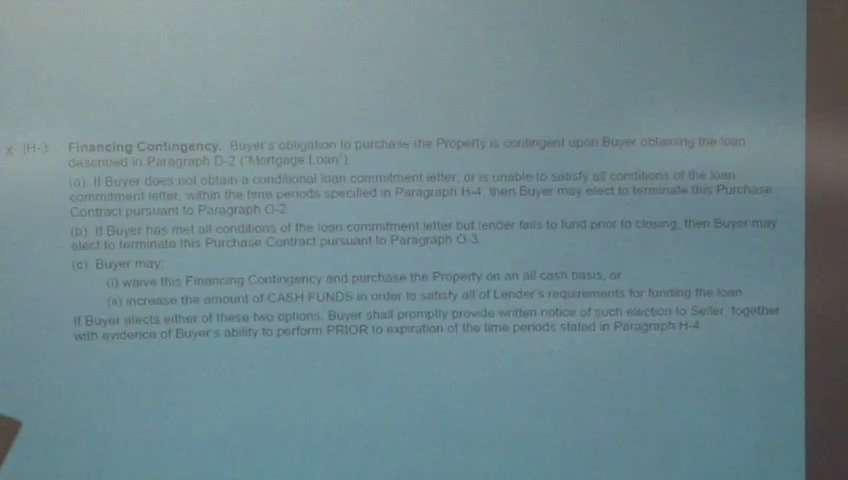 x [H-3 Financing Contingency. Buyer's obligation to purchase the Property is contingent upon Buyer obtaining the loan
described in Paragraph D-2 ("Mortgage Loan")
(a) If Buyer does not obtain a conditional loan commitment letter, or is unable to satisfy all conditions of the loan
commitment letter, within the time periods specified in Paragraph H-4, then Buyer may elect to terminate this Purchase
Contract pursuant to Paragraph O-2.
(b) If Buyer has met all conditions of the loan commitment letter but lender fails to fund prior to closing, then Buyer may
elect to terminate this Purchase Contract pursuant to Paragraph O-3.
(c) Buyer may:
(i) waive this Financing Contingency and purchase the Property on an all cash basis, or
(ii) increase the amount of CASH FUNDS in order to satisfy all of Lender's requirements for funding the loan
If Buyer elects either of these two options, Buyer shall promptly provide written notice of such election to Seller, together
with evidence of Buyer's ability to perform PRIOR to expiration of the time periods stated in Paragraph H-4.